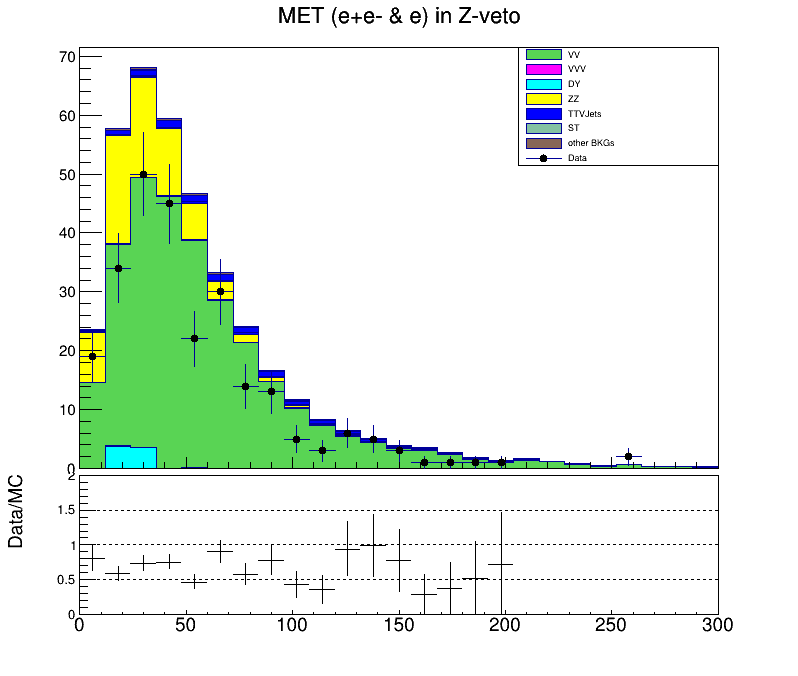 MET (e+e- & e) in Z-veto
70
60
50
40
30
20
10
0
VV
VVV
DY
ZZ
TTVJets
ST
other BKGs
Data
Data/MC
2
1.5
1
0.5
0
0 50 100 150 200 250 300